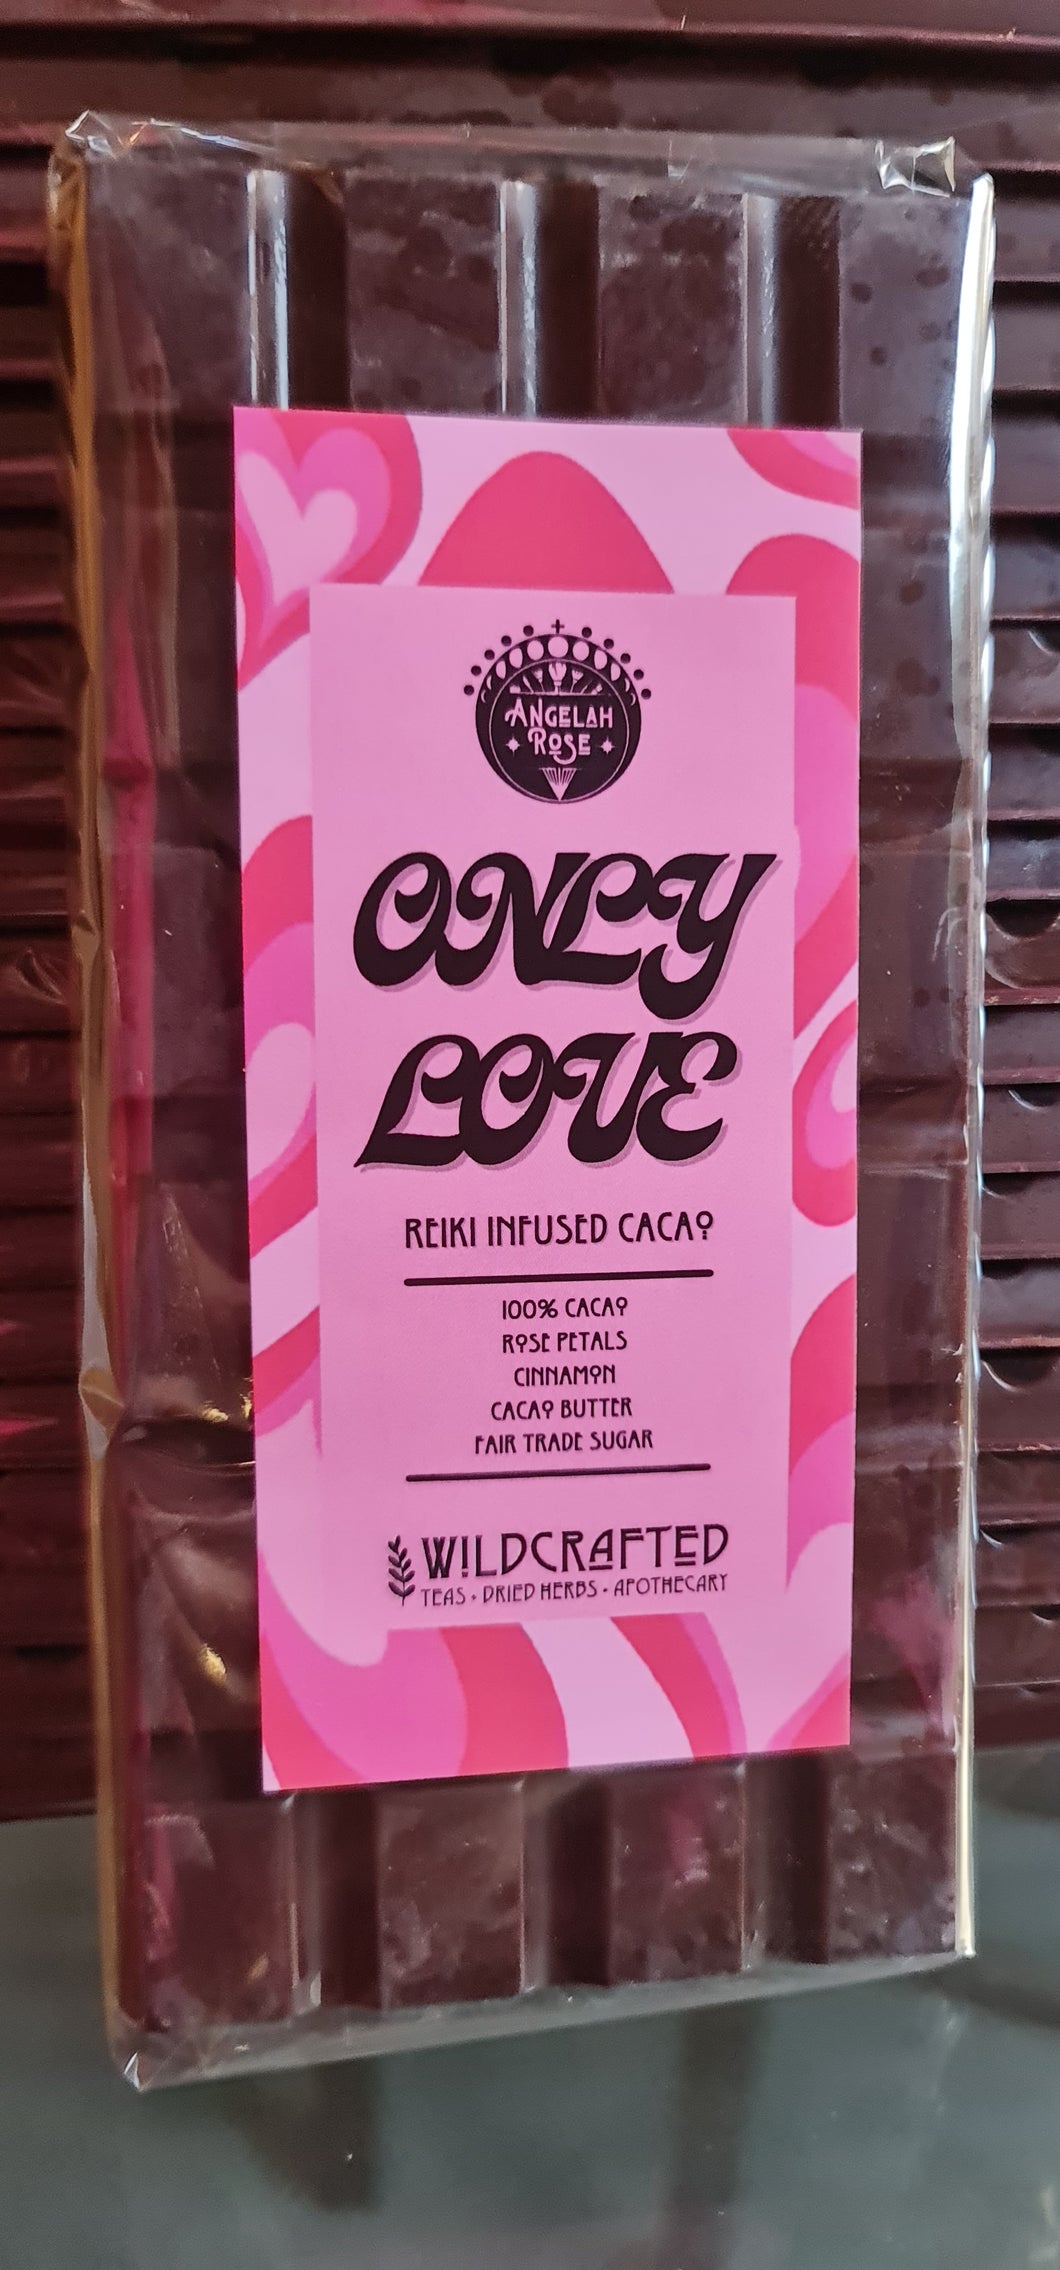 ANGELAH
ROSE
ONLY
LOVE
REIKI INFUSED CACAO
100% CACAO
ROSE PETALS
CINNAMON
CACAO BUTTER
FAIR TRADE SUGAR
WILDCRAFTED
TEAS • DRIED HERBS • APOTHECARY